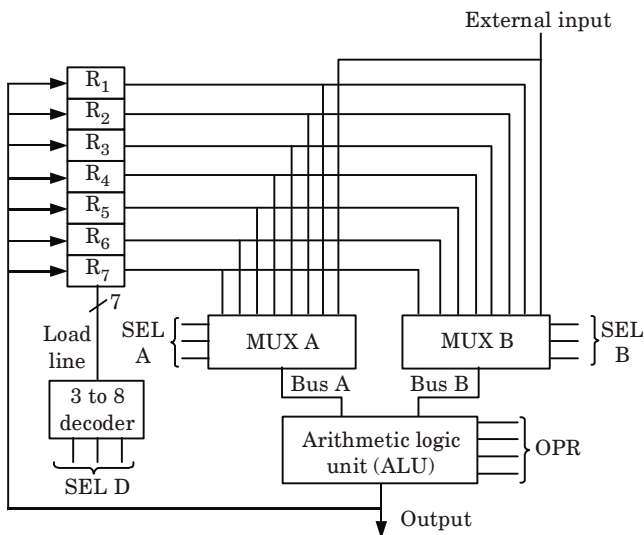 External input
R1
R2
R3
R4
R5
R6
R7
7
Load
line
SEL
A
MUX A
MUX B
SEL
B
Bus A
Bus B
3 to 8
decoder
Arithmetic logic
unit (ALU)
OPR
SEL D
Output